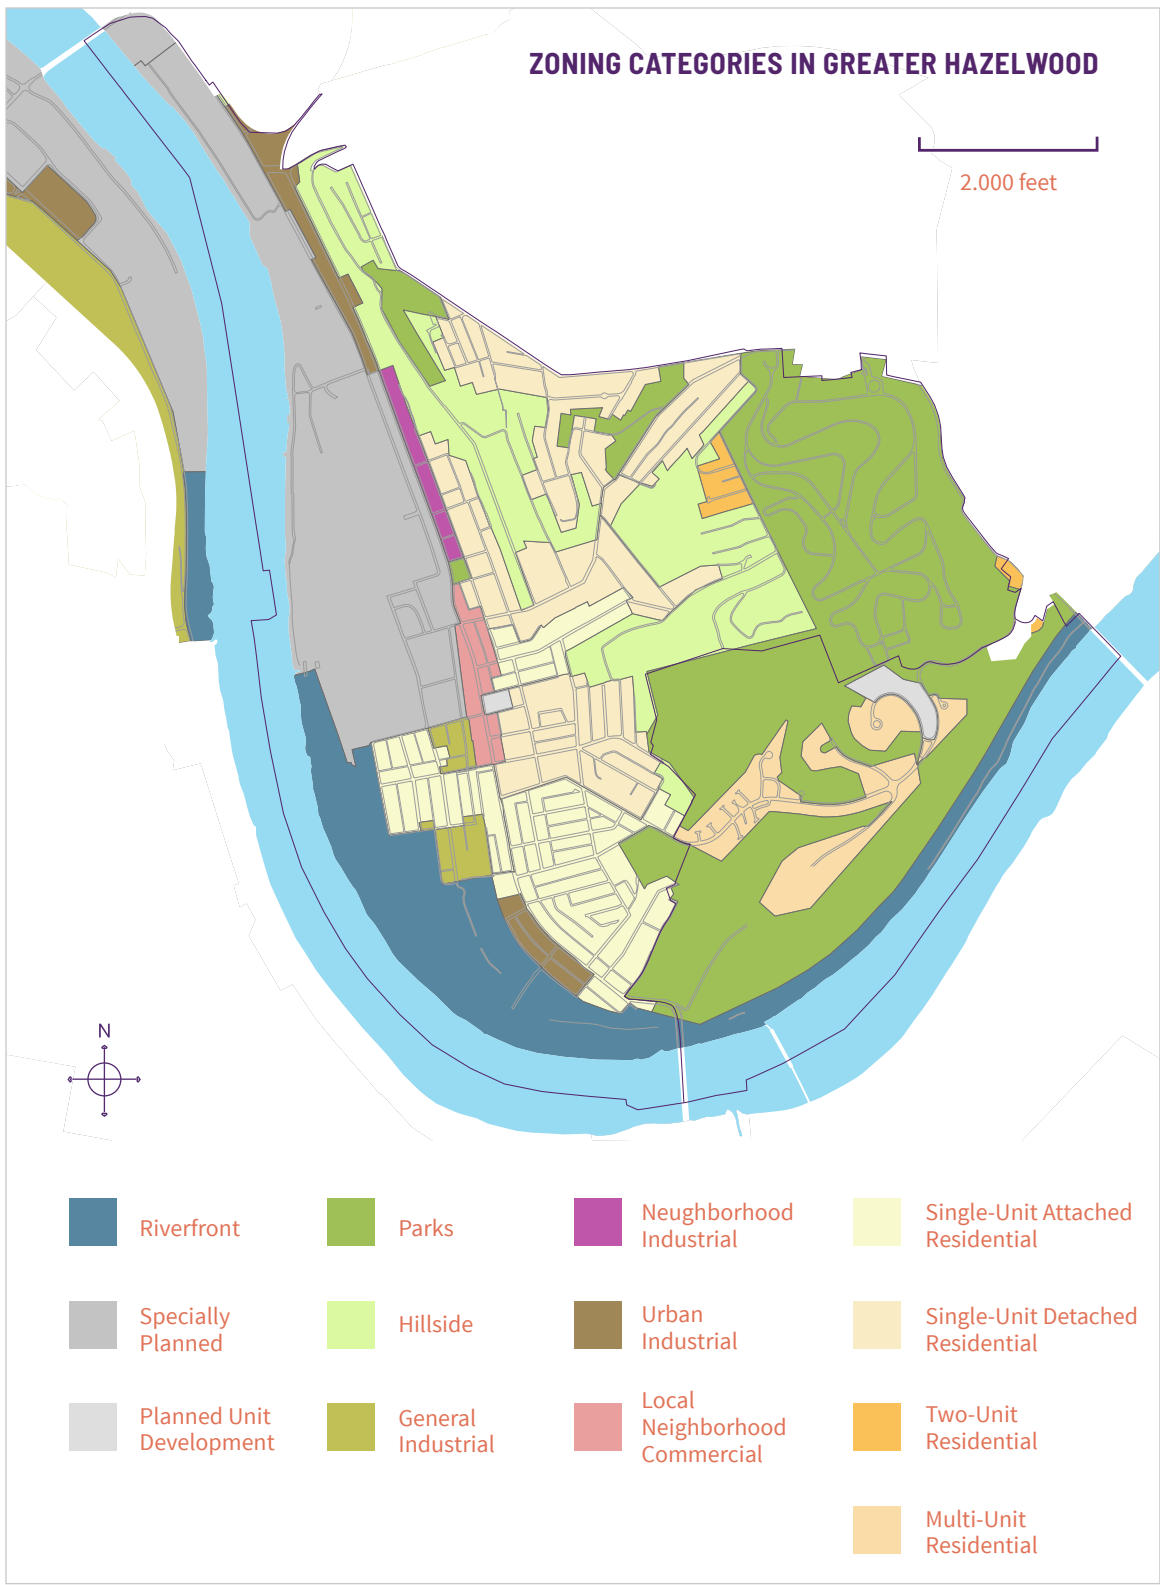 ZONING CATEGORIES IN GREATER HAZELWOOD
2.000 feet
N
Riverfront
Parks
Neughborhood
Industrial
Single-Unit Attached
Residential
Specially
Planned
Hillside
Urban
Industrial
Single-Unit Detached
Residential
Planned Unit
Development
General
Industrial
Local
Neighborhood
Commercial
Two-Unit
Residential
Multi-Unit
Residential